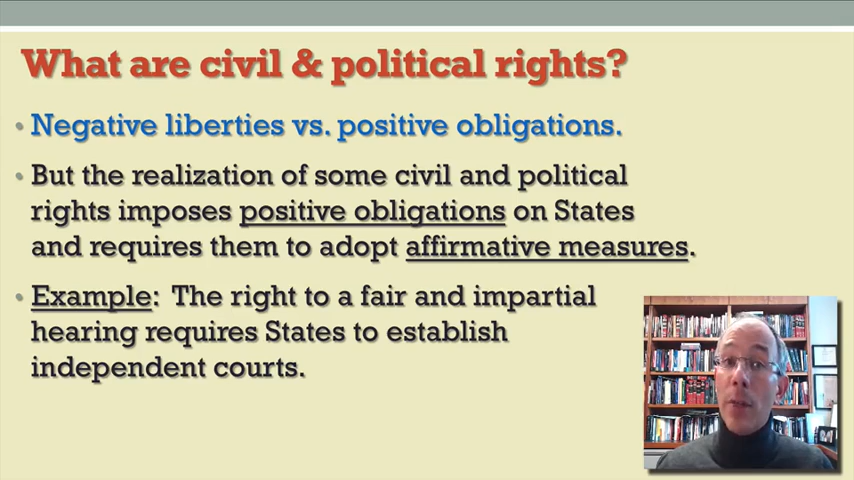 What are civil & political rights?
• Negative liberties vs. positive obligations.
• But the realization of some civil and political
rights imposes positive obligations on States
and requires them to adopt affirmative measures.
• Example: The right to a fair and impartial
hearing requires States to establish
independent courts.